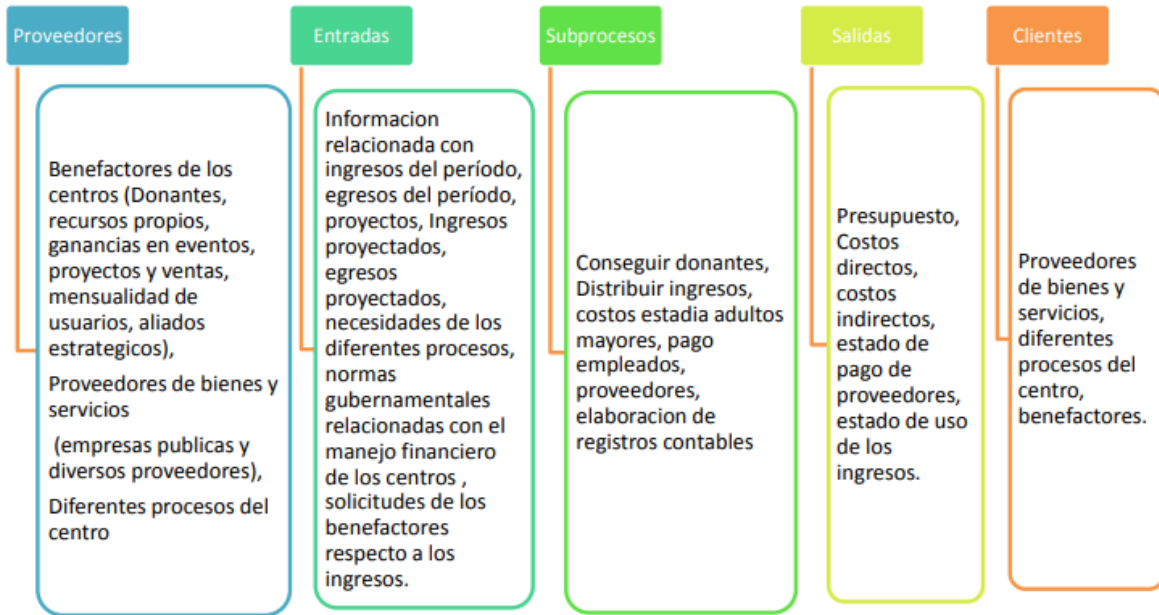 Proveedores
Benefactores de los
centros (Donantes,
recursos propios,
ganancias en eventos,
proyectos y ventas,
mensualidad de
usuarios, aliados
estrategicos),
Proveedores de bienes y
servicios
(empresas publicas y
diversos proveedores),
Diferentes procesos del
centro
Entradas
Informacion
relacionada con
ingresos del período,
egresos del período,
proyectos, Ingresos
proyectados,
egresos
proyectados,
necesidades de los
diferentes procesos,
normas
gubernamentales
relacionadas con el
manejo financiero
de los centros ,
solicitudes de los
benefactores
respecto a los
ingresos.
Subprocesos
Conseguir donantes,
Distribuir ingresos,
costos estadia adultos
mayores, pago
empleados,
proveedores,
elaboracion de
registros contables
Salidas
Presupuesto,
Costos
directos,
costos
indirectos,
estado de
pago de
proveedores,
estado de uso
de los
ingresos.
Clientes
Proveedores
de bienes y
servicios,
diferentes
procesos del
centro,
benefactores.